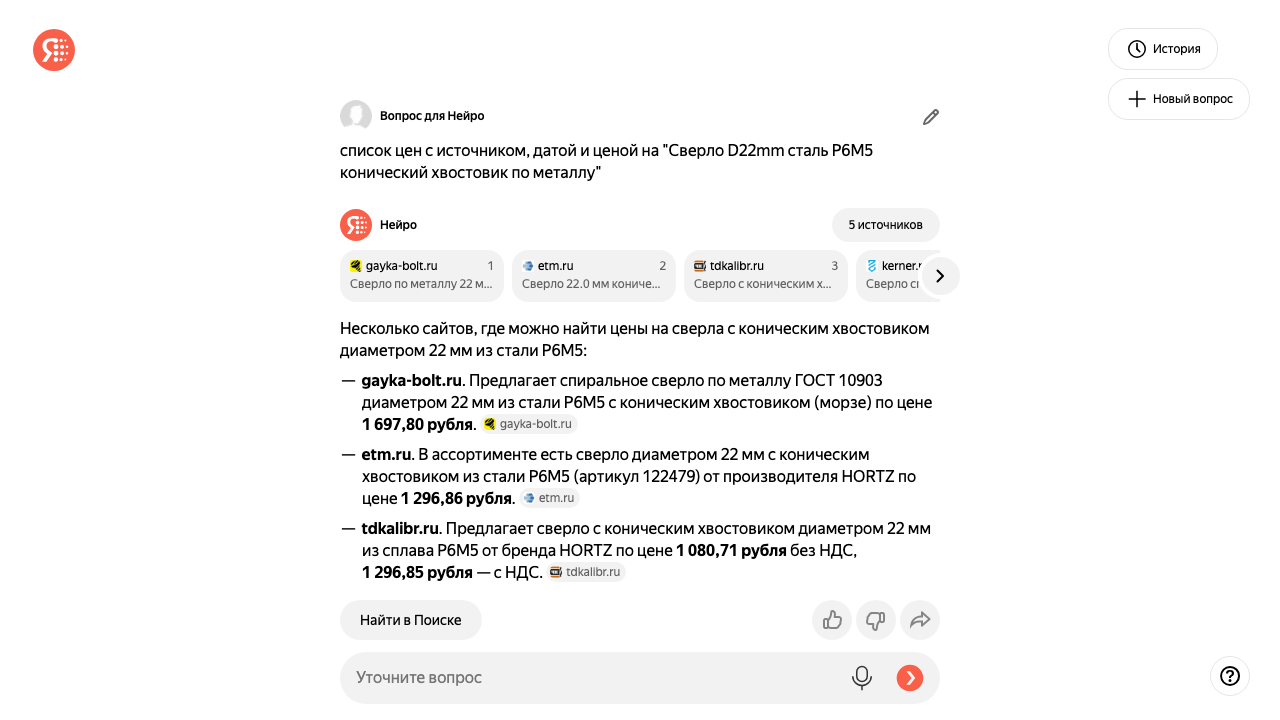 История
Новый вопрос
Вопрос для Нейро
список цен с источником, датой и ценой на "Сверло D22mm сталь Р6М5
конический хвостовик по металлу"
Нейро
5 источников
gayka-bolt.ru 1
Сверло по металлу 22 м...
etm.ru 2
Сверло 22.0 мм кониче...
tdkalibr.ru 3
Сверло с коническим х...
kerner.r
Сверло сп
Несколько сайтов, где можно найти цены на сверла с коническим хвостовиком
диаметром 22 мм из стали Р6М5:
— gayka-bolt.ru. Предлагает спиральное сверло по металлу ГОСТ 10903
диаметром 22 мм из стали Р6М5 с коническим хвостовиком (морзе) по цене
1 697,80 рубля. gayka-bolt.ru
— etm.ru. В ассортименте есть сверло диаметром 22 мм с коническим
хвостовиком из стали Р6М5 (артикул 122479) от производителя HORTZ по
цене 1 296,86 рубля. etm.ru
— tdkalibr.ru. Предлагает сверло с коническим хвостовиком диаметром 22 мм
из сплава Р6М5 от бренда HORTZ по цене 1 080,71 рубля без НДС,
1 296,85 рубля — с НДС. tdkalibr.ru
Найти в Поиске
Уточните вопрос